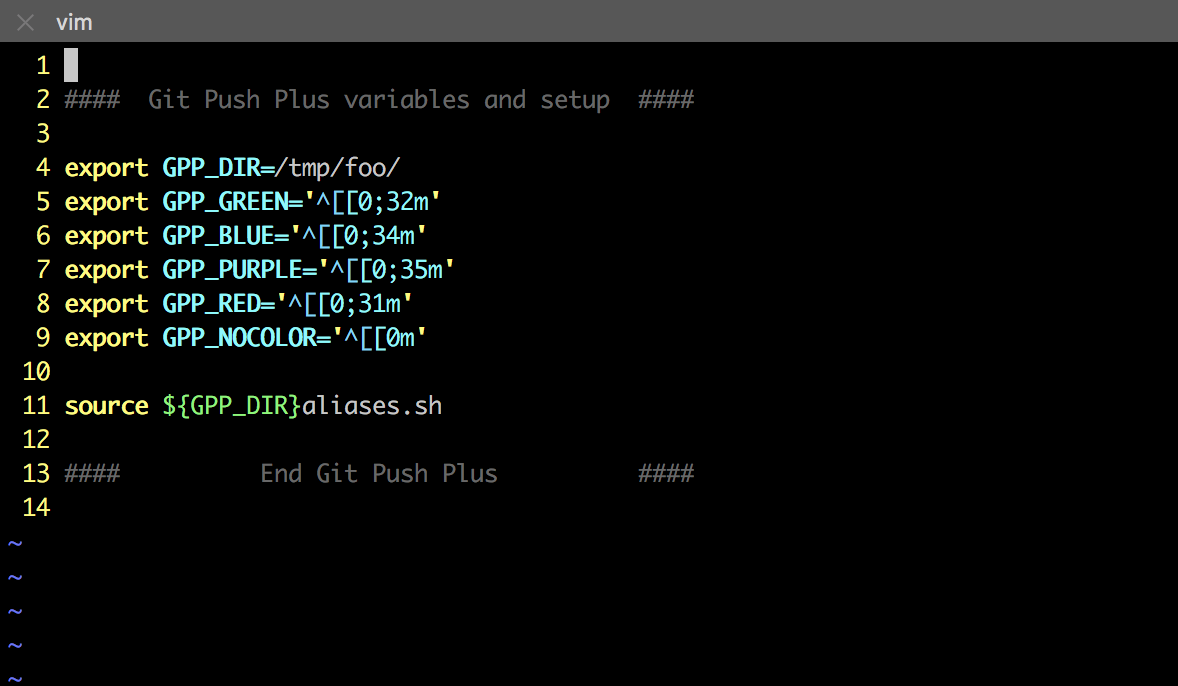 vim
1
2 ####  Git Push Plus variables and setup  ####
3
4 export GPP_DIR=/tmp/foo/
5 export GPP_GREEN='^[[0;32m'
6 export GPP_BLUE='^[[0;34m'
7 export GPP_PURPLE='^[[0;35m'
8 export GPP_RED='^[[0;31m'
9 export GPP_NOCOLOR='^[[0m'
10
11 source ${GPP_DIR}aliases.sh
12
13 ####          End Git Push Plus          ####
14
~
~
~
~
~